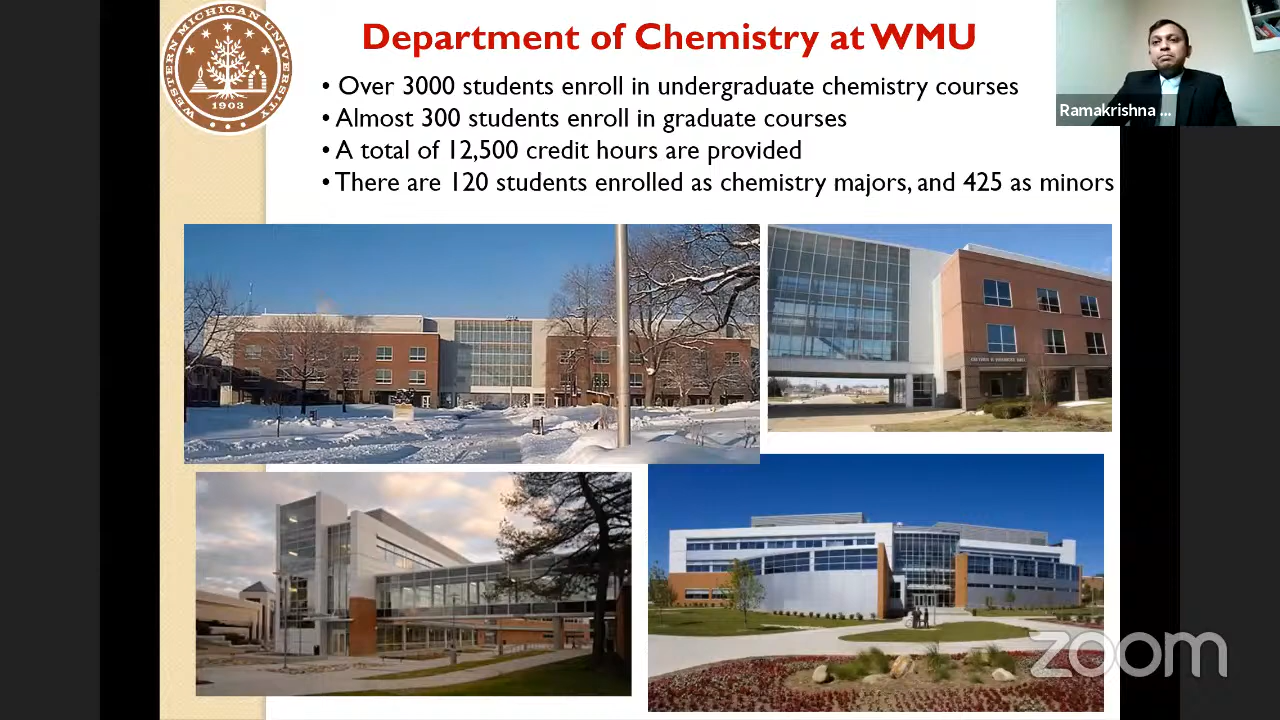 WESTERN MICHIGAN UNIVERSITY
1903
Department of Chemistry at WMU
• Over 3000 students enroll in undergraduate chemistry courses
• Almost 300 students enroll in graduate courses
• A total of 12,500 credit hours are provided
• There are 120 students enrolled as chemistry majors, and 425 as minors
Ramakrishna ...
zoom